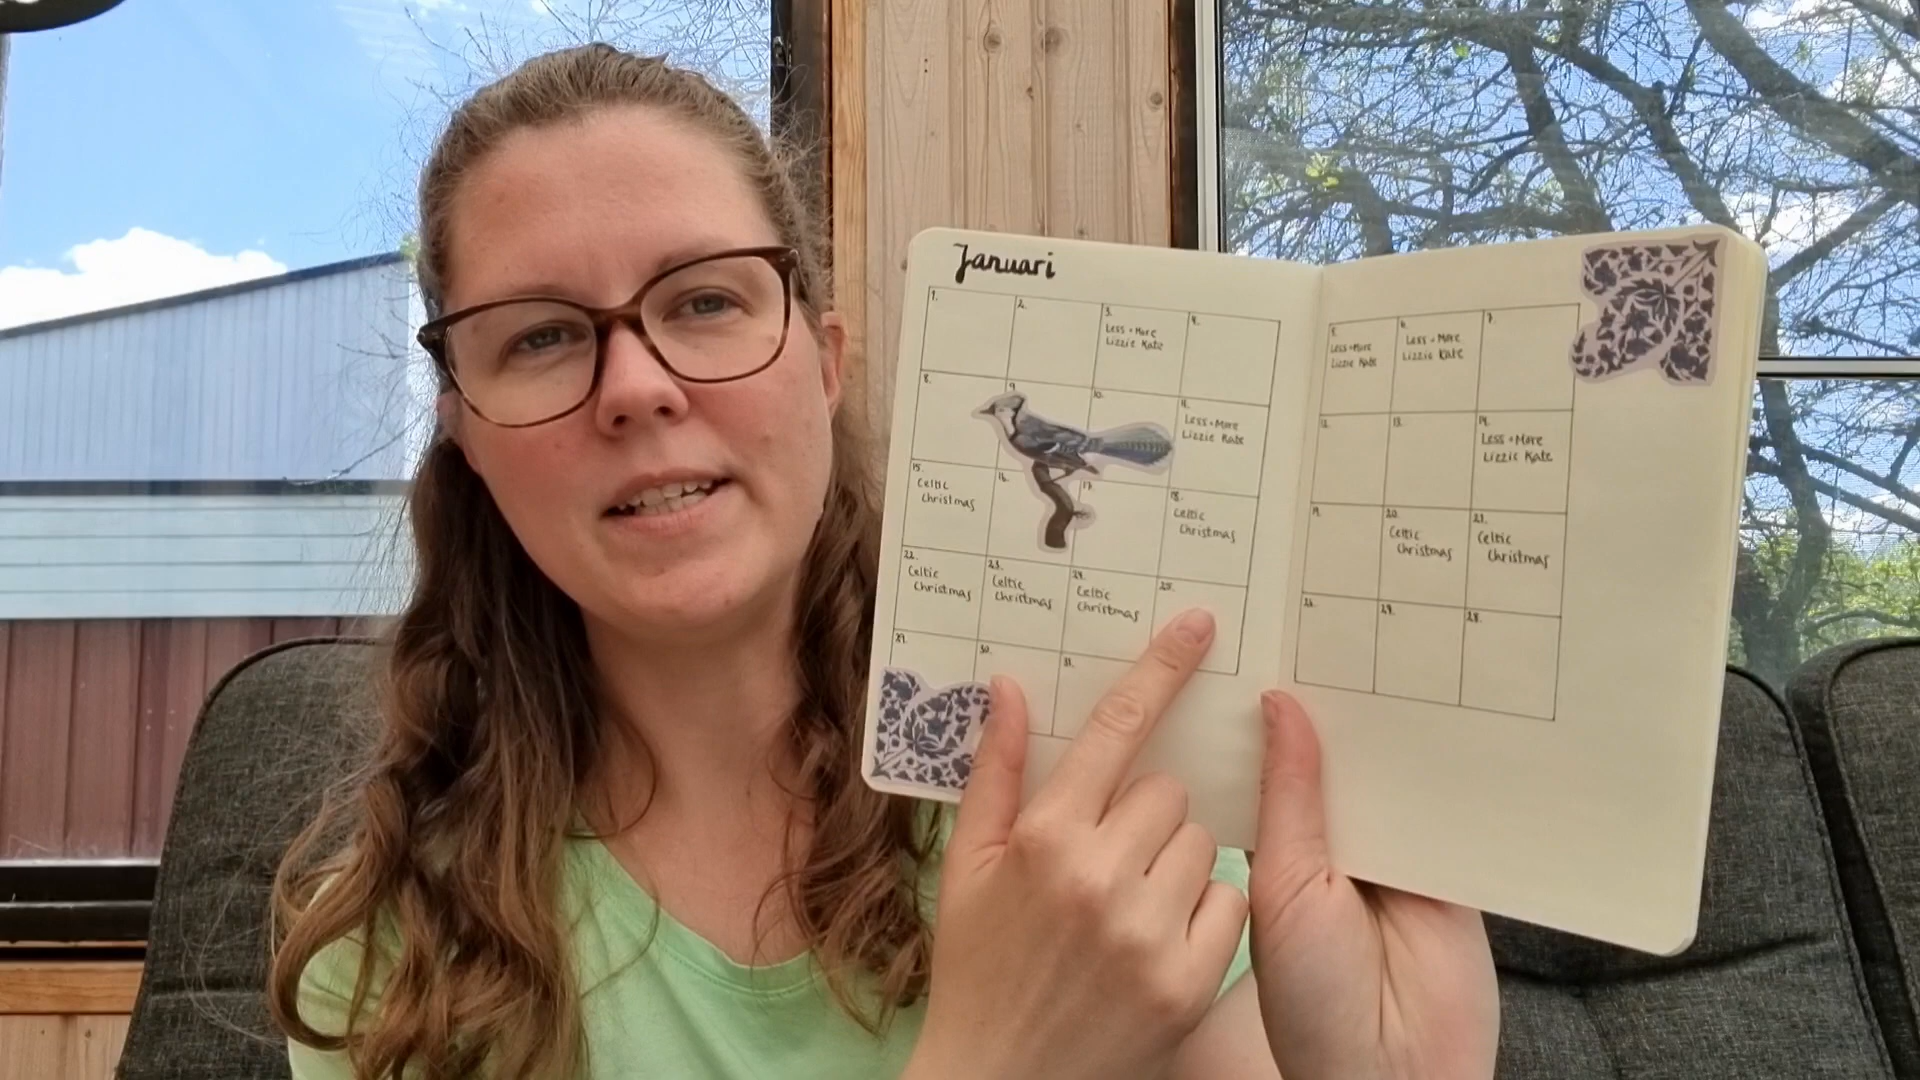 Januari
1.
2.
3.
Less + More
Lizzie Kate
4.
5.
Less + More
Lizzie Kate
6.
Less + More
Lizzie Kate
7.
8.
9.
10.
11.
Less + More
Lizzie Kate
12.
13.
14.
Less + More
Lizzie Kate
15.
Celtic
Christmas
16.
17.
18.
Celtic
Christmas
19.
20.
Celtic
Christmas
21.
Celtic
Christmas
22.
Celtic
Christmas
23.
Celtic
Christmas
24.
Celtic
Christmas
25.
26.
28.
29.
30.
31.